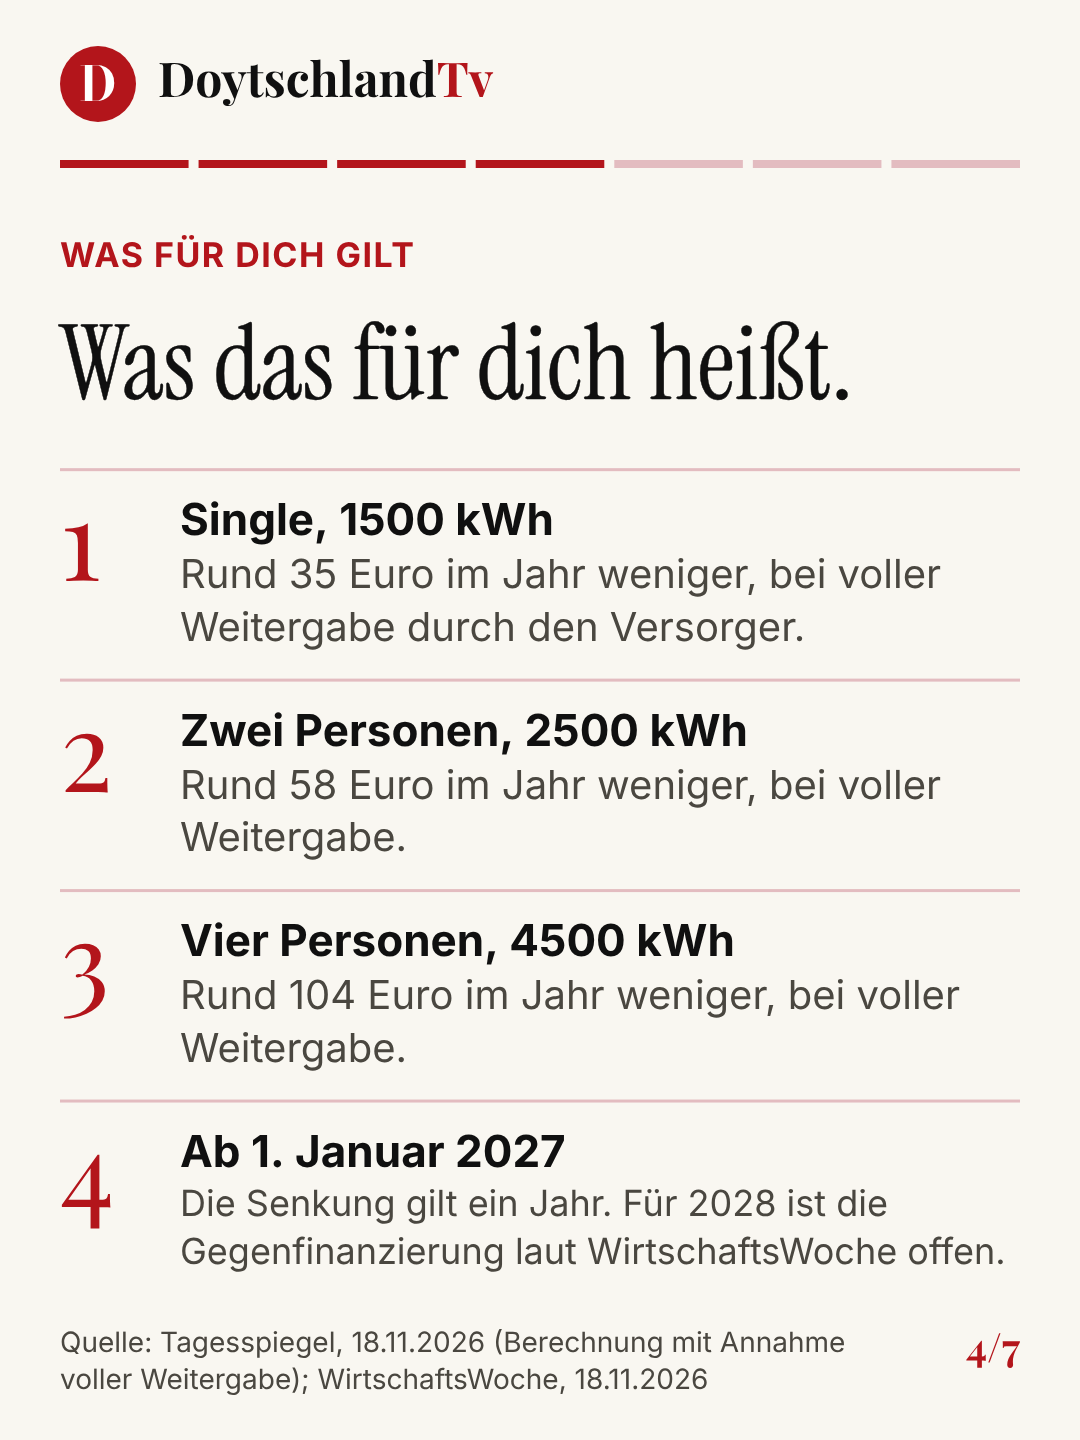 D DoytschlandTv
WAS FÜR DICH GILT
Was das für dich heißt.
1
Single, 1500 kWh
Rund 35 Euro im Jahr weniger, bei voller
Weitergabe durch den Versorger.
2
Zwei Personen, 2500 kWh
Rund 58 Euro im Jahr weniger, bei voller
Weitergabe.
3
Vier Personen, 4500 kWh
Rund 104 Euro im Jahr weniger, bei voller
Weitergabe.
4
Ab 1. Januar 2027
Die Senkung gilt ein Jahr. Für 2028 ist die
Gegenfinanzierung laut WirtschaftsWoche offen.
Quelle: Tagesspiegel, 18.11.2026 (Berechnung mit Annahme
voller Weitergabe); WirtschaftsWoche, 18.11.2026
4/7